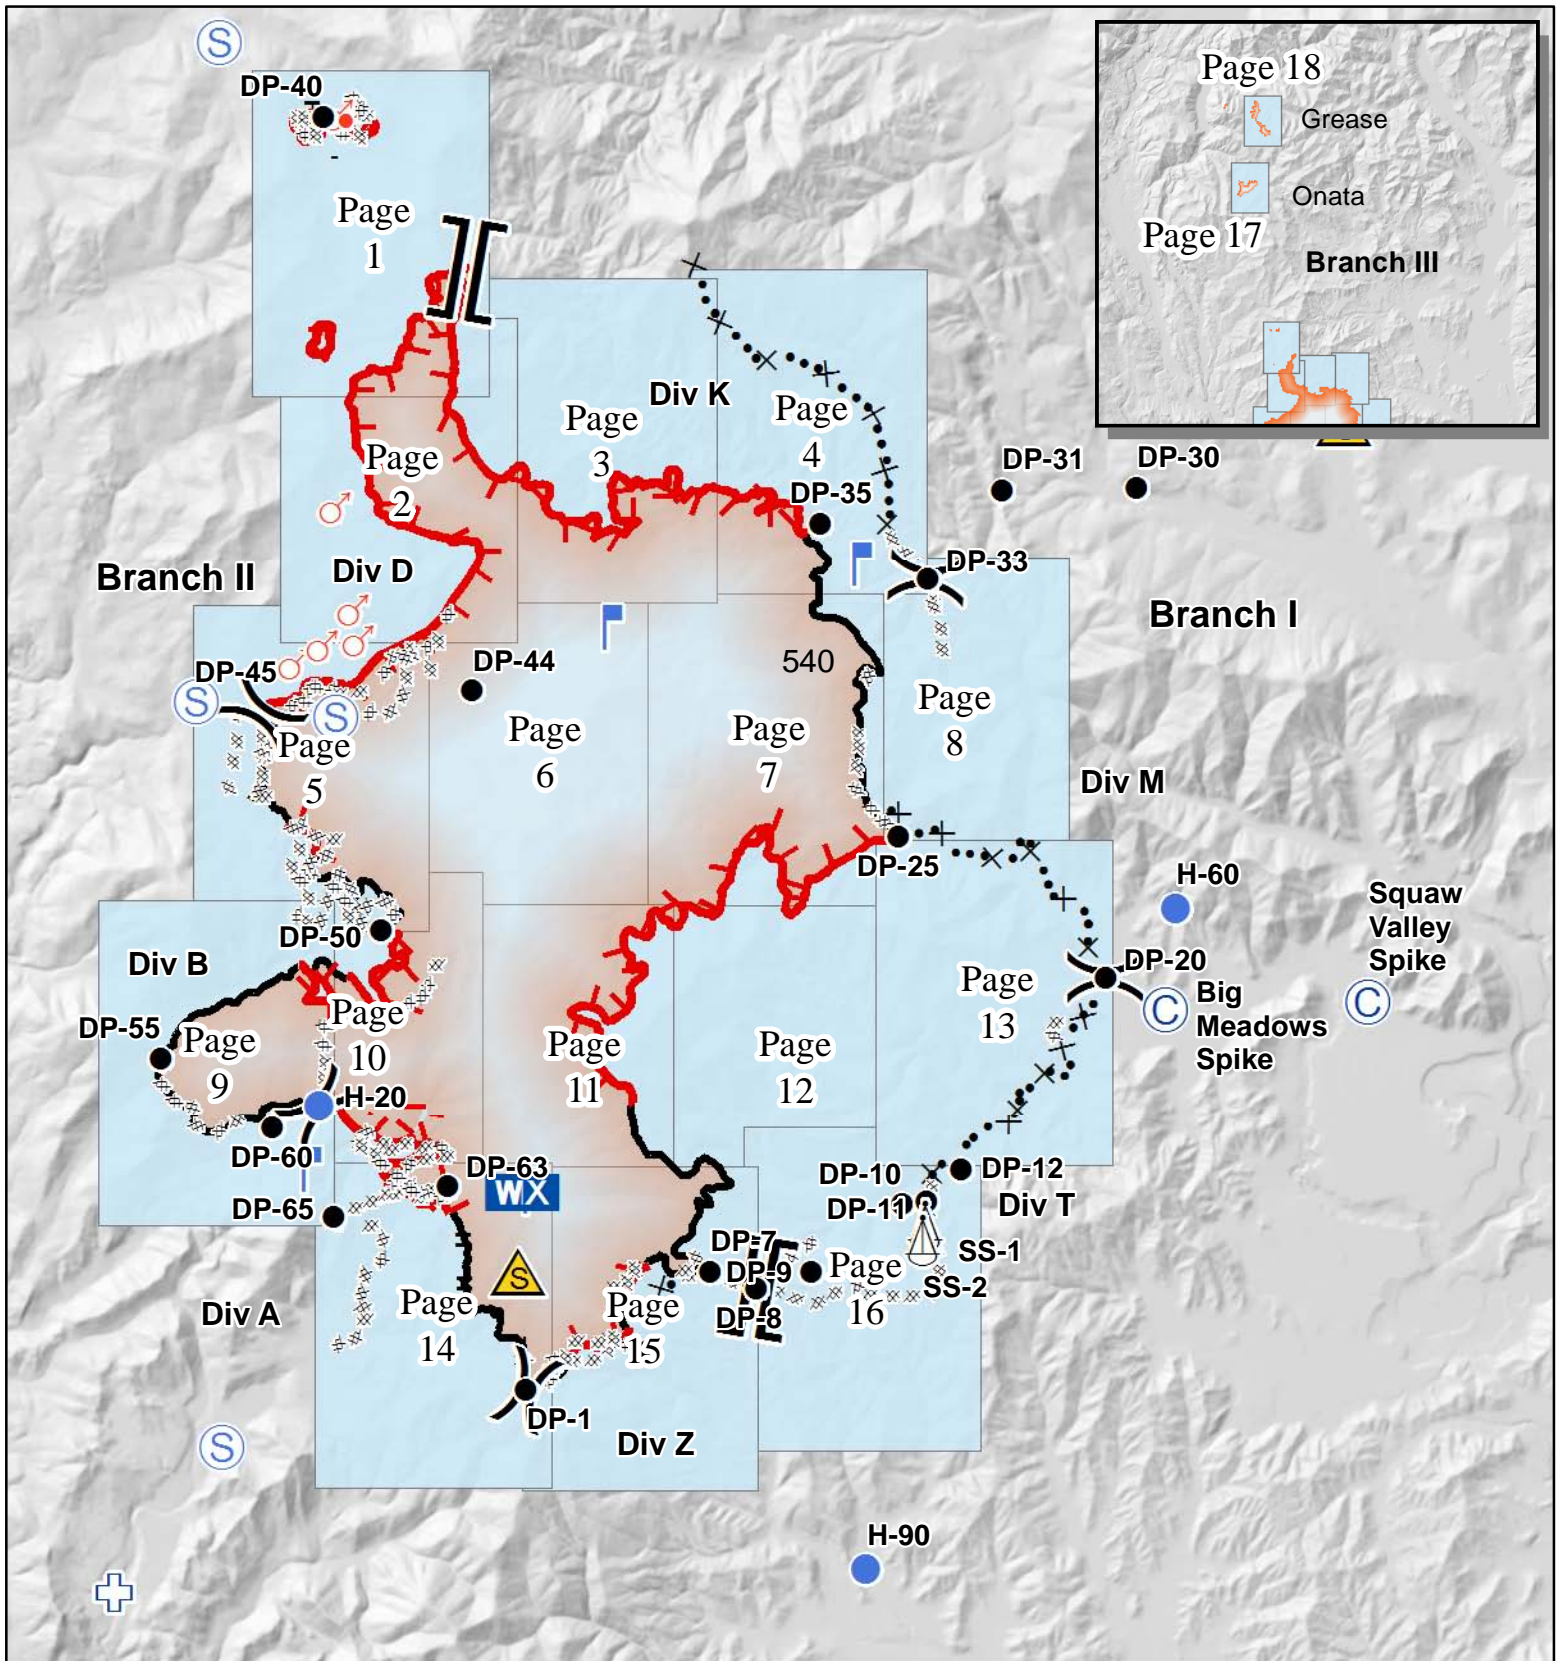 S
DP-40
Page
1
Page 18
Grease
Onata
Page 17
Branch III
Div K
Page
3
Page
4
Page
2
DP-35
DP-31
DP-30
DP-33
Branch II
Div D
Branch I
DP-45
S
S
DP-44
540
Page
5
Page
6
Page
7
Page
8
Div M
DP-25
H-60
Squaw
Valley
Spike
C
DP-50
Div B
DP-20
C
Big
Meadows
Spike
Page
13
DP-55
Page
9
Page
10
Page
11
Page
12
H-20
DP-60
DP-63
WX
DP-65
DP-10
DP-11
DP-12
Div T
SS-1
SS-2
DP-7
DP-9
DP-8
Page
16
S
Div A
Page
14
Page
15
DP-1
Div Z
S
H-90